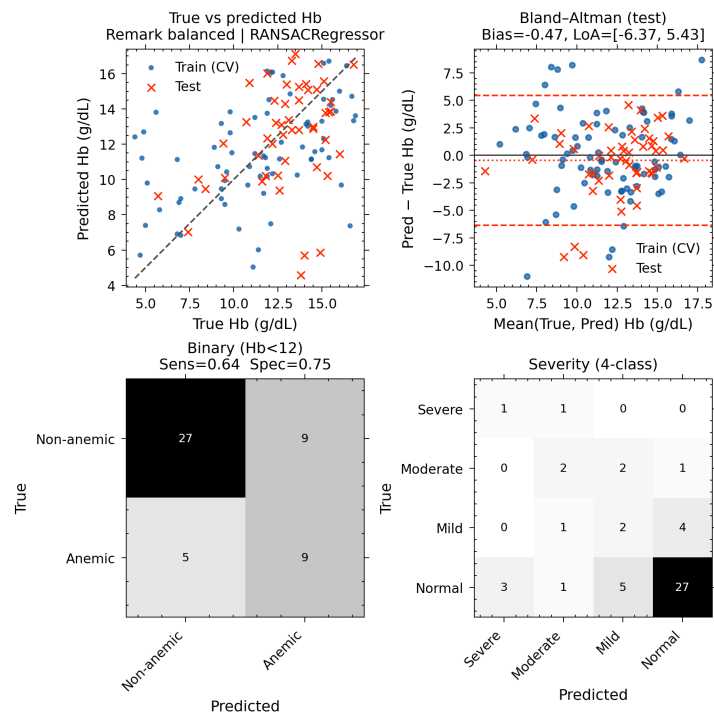 True vs predicted Hb
Remark balanced | RANSACRegressor
16
14
12
10
8
6
4
Predicted Hb (g/dL)
Train (CV)
Test
5.0 7.5 10.0 12.5 15.0
True Hb (g/dL)
Bland–Altman (test)
Bias=-0.47, LoA=[-6.37, 5.43]
7.5
5.0
2.5
0.0
−2.5
−5.0
−7.5
−10.0
Pred − True Hb (g/dL)
Train (CV)
Test
5.0 7.5 10.0 12.5 15.0 17.5
Mean(True, Pred) Hb (g/dL)
Binary (Hb<12)
Sens=0.64 Spec=0.75
True
Non-anemic 27 9
Anemic 5 9
Non-anemic Anemic
Predicted
Severity (4-class)
True
Severe 1 1 0 0
Moderate 0 2 2 1
Mild 0 1 2 4
Normal 3 1 5 27
Severe Moderate Mild Normal
Predicted